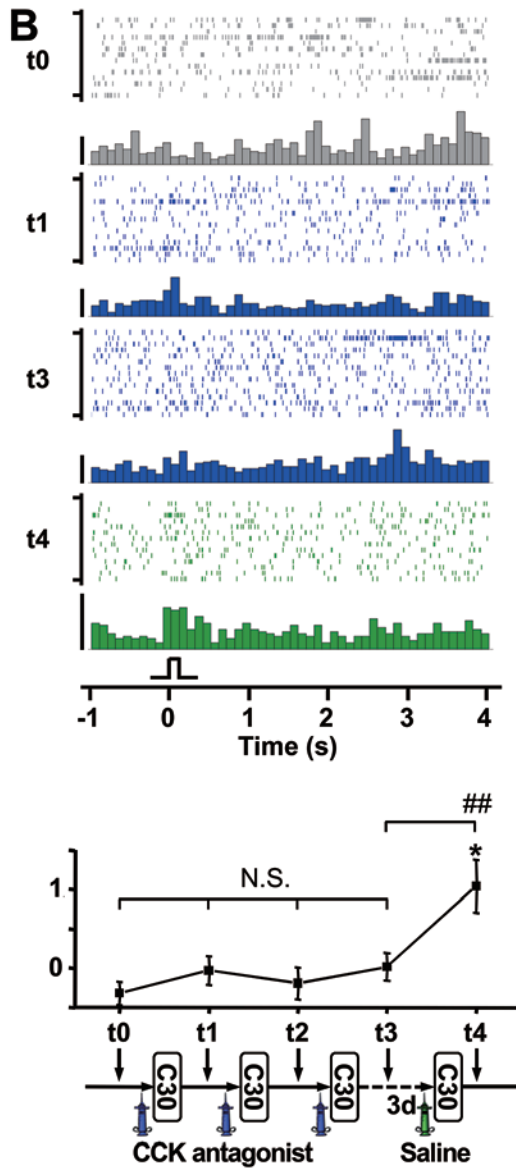 B
t0
t1
t3
t4
-1 0 1 2 3 4
Time (s)
##
*
N.S.
1
0
t0 t1 t2 t3 t4
C30 C30 C30 3d C30
CCK antagonist Saline